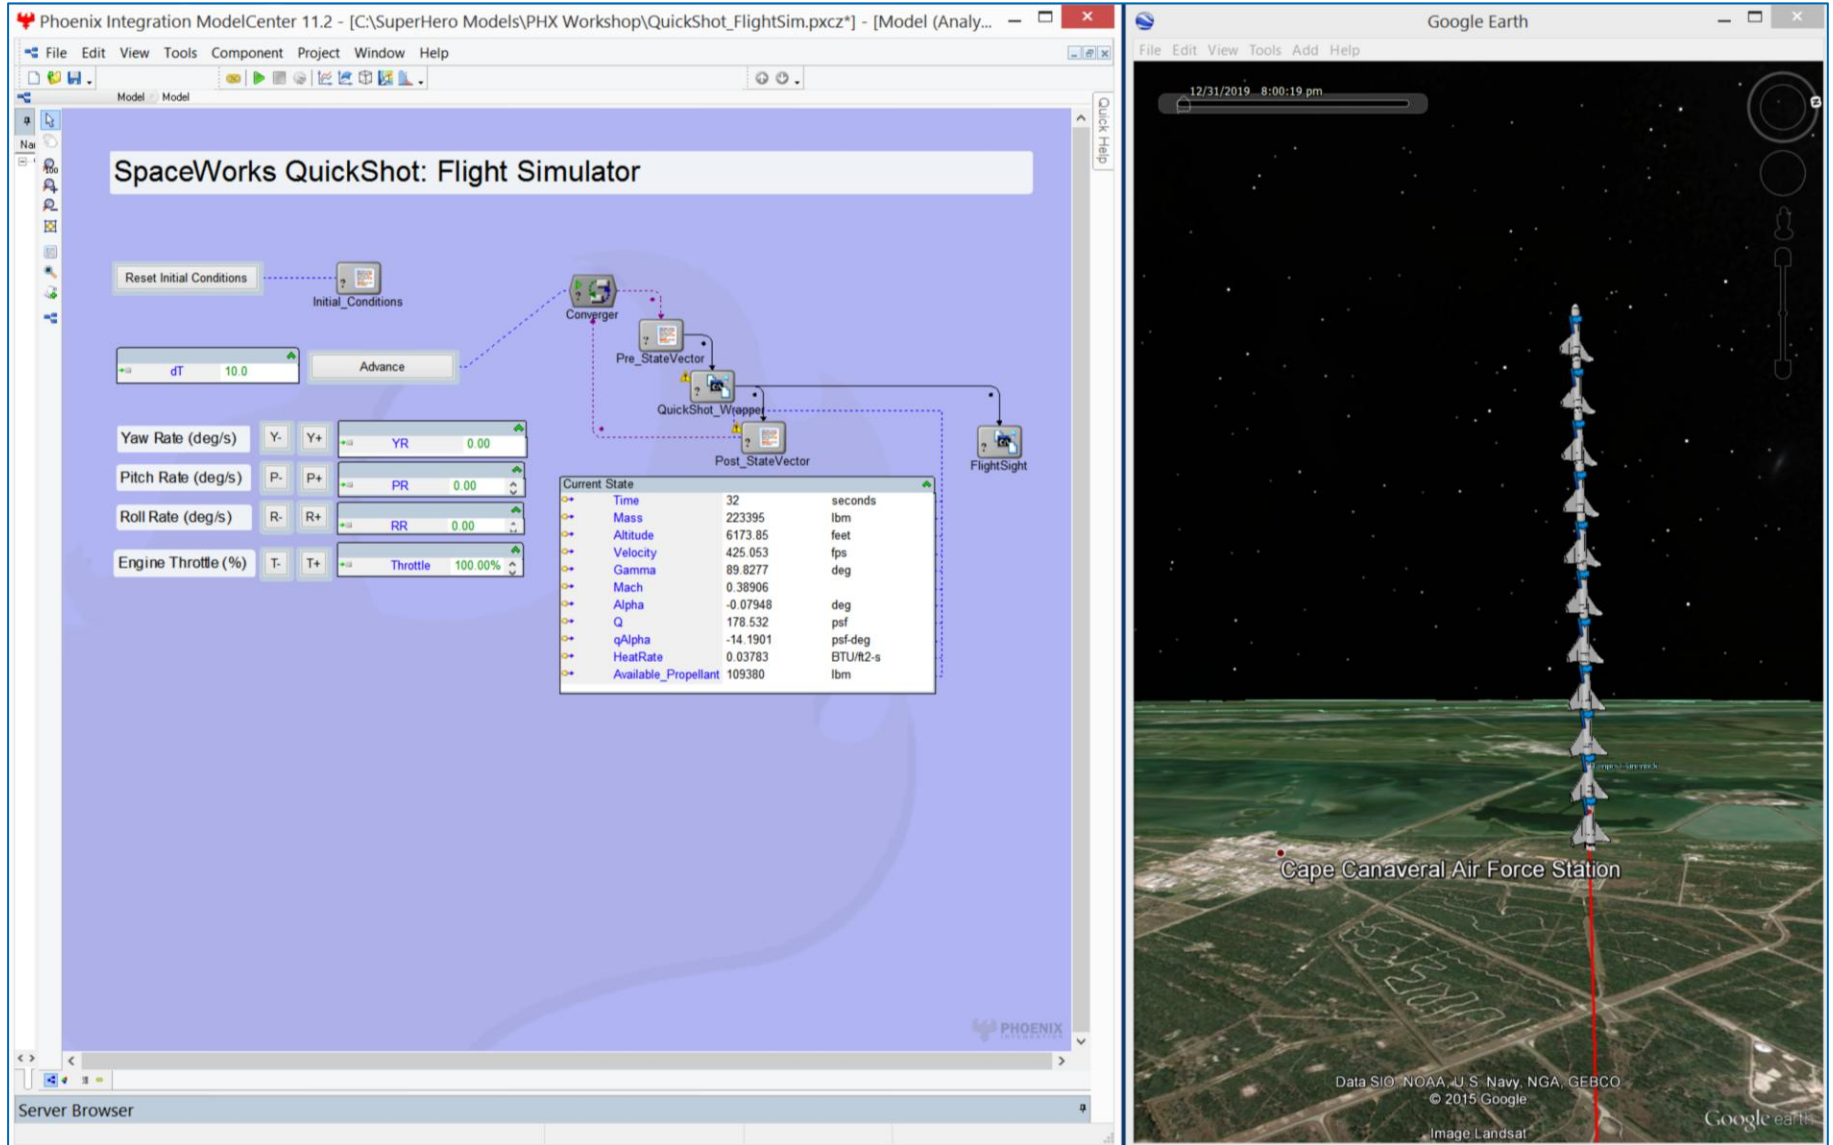 Phoenix Integration ModelCenter 11.2 - [C:\SuperHero Models\PHX Workshop\QuickShot_FlightSim.pxcz*] - [Model (Analy...
File Edit View Tools Component Project Window Help
Model Model
Quick Help
Nar
100
SpaceWorks QuickShot: Flight Simulator
Reset Initial Conditions
Initial_Conditions
Converger
Pre_StateVector
dT 10.0
Advance
QuickShot_Wrapper
Yaw Rate (deg/s) Y- Y+ YR 0.00
Post_StateVector
FlightSight
Pitch Rate (deg/s) P- P+ PR 0.00
Roll Rate (deg/s) R- R+ RR 0.00
Engine Throttle (%) T- T+ Throttle 100.00%
Current State
Time 32 seconds
Mass 223395 lbm
Altitude 6173.85 feet
Velocity 425.053 fps
Gamma 89.8277 deg
Mach 0.38906
Alpha -0.07948 deg
Q 178.532 psf
qAlpha -14.1901 psf-deg
HeatRate 0.03783 BTU/ft2-s
Available_Propellant 109380 lbm
PHOENIX
INTEGRATION
Server Browser
Google Earth
File Edit View Tools Add Help
12/31/2019 8:00:19 pm
N
Cape Canaveral Air Force Station
Data SIO, NOAA, U.S. Navy, NGA, GEBCO
© 2015 Google
Image Landsat
Google earth